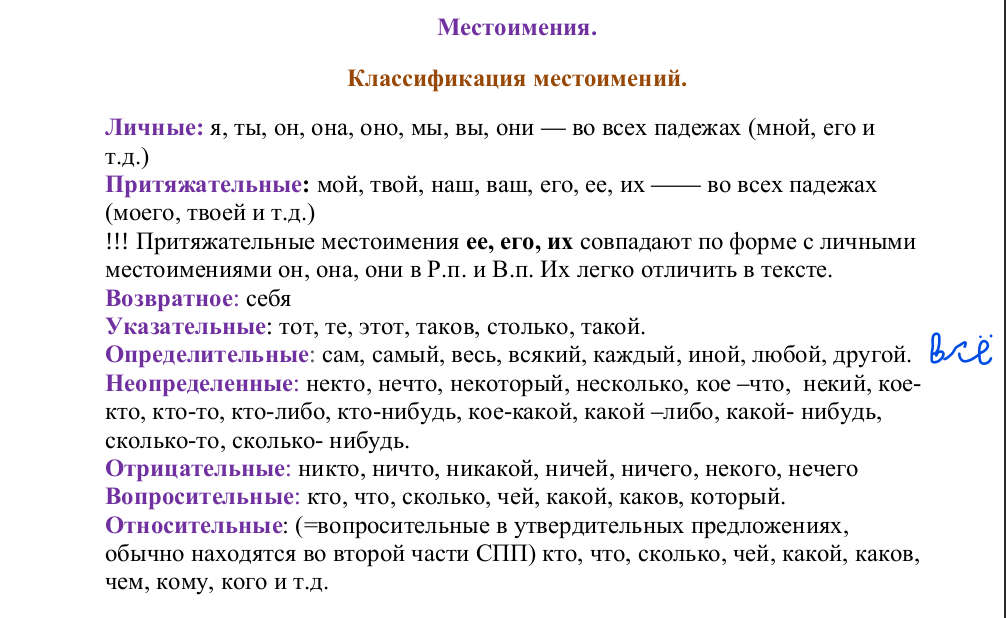 Местоимения.
Классификация местоимений.
Личные: я, ты, он, она, оно, мы, вы, они — во всех падежах (мной, его и
т.д.)
Притяжательные: мой, твой, наш, ваш, его, ее, их —— во всех падежах
(моего, твоей и т.д.)
!!! Притяжательные местоимения ее, его, их совпадают по форме с личными
местоимениями он, она, они в Р.п. и В.п. Их легко отличить в тексте.
Возвратное: себя
Указательные: тот, те, этот, таков, столько, такой.
Определительные: сам, самый, весь, всякий, каждый, иной, любой, другой. всё
Неопределенные: некто, нечто, некоторый, несколько, кое –что, некий, кое-
кто, кто-то, кто-либо, кто-нибудь, кое-какой, какой –либо, какой- нибудь,
сколько-то, сколько- нибудь.
Отрицательные: никто, ничто, никакой, ничей, ничего, некого, нечего
Вопросительные: кто, что, сколько, чей, какой, каков, который.
Относительные: (=вопросительные в утвердительных предложениях,
обычно находятся во второй части СПП) кто, что, сколько, чей, какой, каков,
чем, кому, кого и т.д.